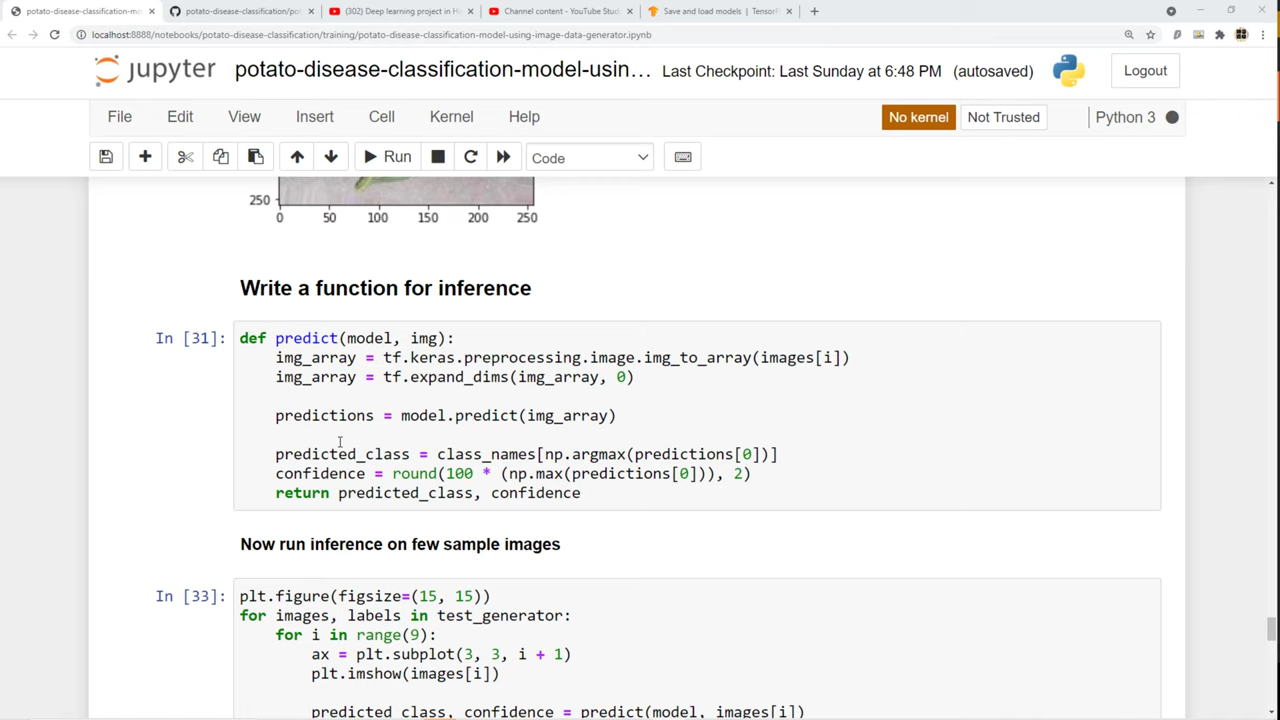 potato-disease-classification-mo
potato-disease-classification/pot
(302) Deep learning project in H
Channel content - YouTube Stud
Save and load models | TensorF
localhost:8888/notebooks/potato-disease-classification/training/potato-disease-classification-model-using-image-data-generator.ipynb
jupyter
potato-disease-classification-model-usin...
Last Checkpoint: Last Sunday at 6:48 PM (autosaved)
Logout
File Edit View Insert Cell Kernel Help
No kernel
Not Trusted
Python 3
Run
Code
250
0 50 100 150 200 250
Write a function for inference
In [31]:
def predict(model, img):
img_array = tf.keras.preprocessing.image.img_to_array(images[i])
img_array = tf.expand_dims(img_array, 0)
predictions = model.predict(img_array)
predicted_class = class_names[np.argmax(predictions[0])]
confidence = round(100 * (np.max(predictions[0])), 2)
return predicted_class, confidence
Now run inference on few sample images
In [33]:
plt.figure(figsize=(15, 15))
for images, labels in test_generator:
for i in range(9):
ax = plt.subplot(3, 3, i + 1)
plt.imshow(images[i])
predicted_class, confidence = predict(model, images[i])